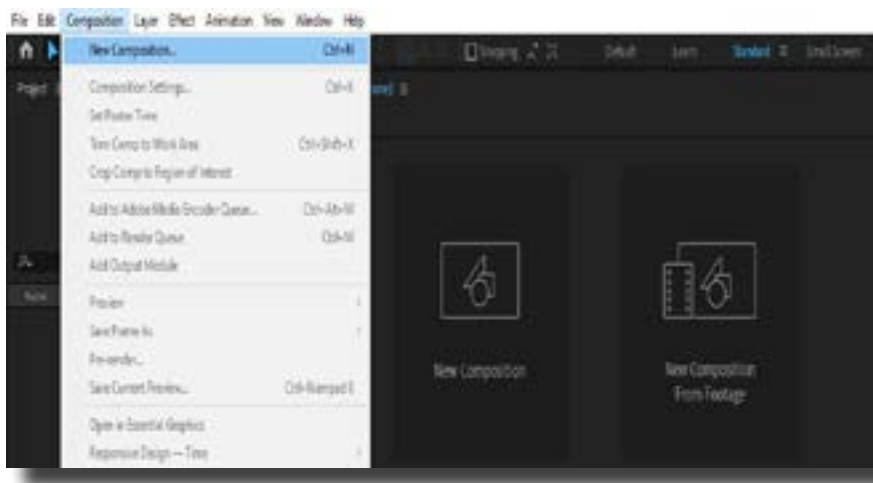 File Edit Composition Layer Effect Animation View Window Help
New Composition... Ctrl+N
Snapping Default Learn Standard Small Screen
Project
Composition Settings... Ctrl+K
Set Poster Time
Trim Comp to Work Area Ctrl+Shift+X
Crop Comp to Region of Interest
Add to Adobe Media Encoder Queue... Ctrl+Alt+M
Add to Render Queue Ctrl+M
Add Output Module
Preview
Save Frame As
Pre-render...
Save Current Preview... Ctrl+Numpad 0
Open in Essential Graphics
Responsive Design — Time
Name
New Composition
New Composition
From Footage